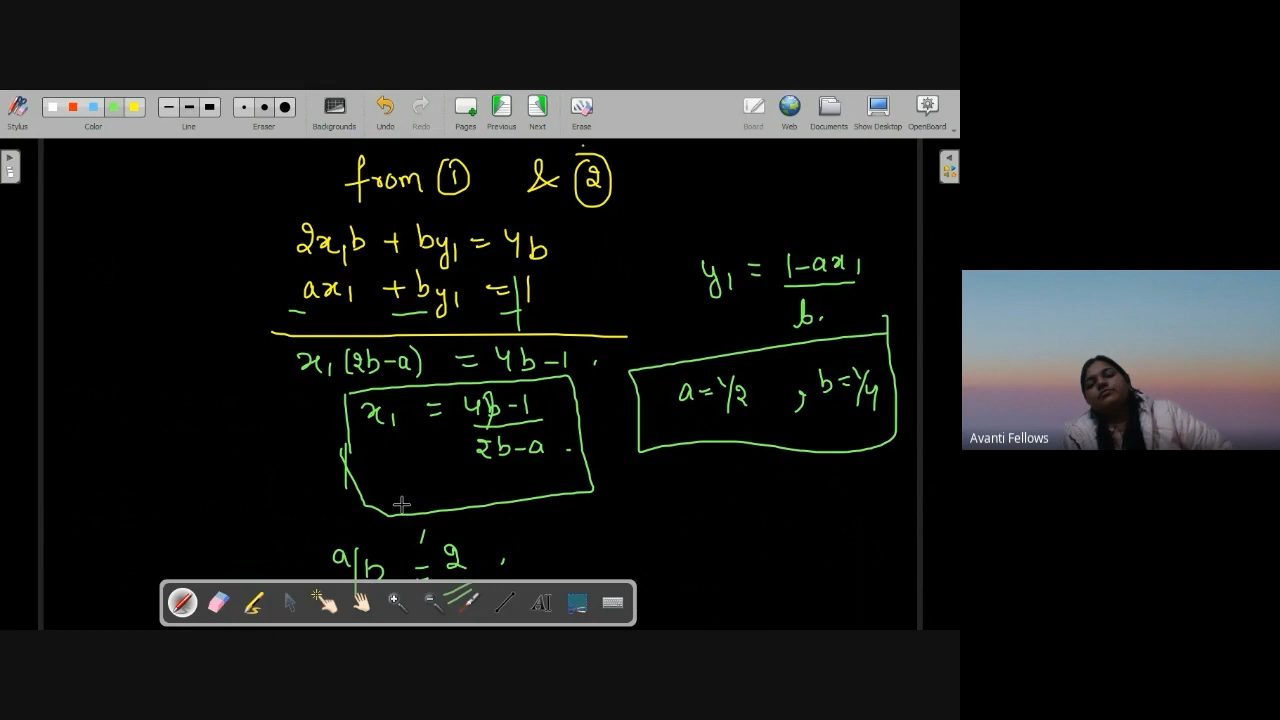 Stylus
Color
Line
Eraser
Backgrounds
Undo
Redo
Pages
Previous
Next
Erase
Board
Web
Documents
Show Desktop
OpenBoard
from ① & ②
2x₁b + by₁ = 4b
ax₁ + by₁ = 1
x₁(2b-a) = 4b-1.
x₁ = 4b-1 / 2b-a.
a/b = 2
y₁ = 1-ax₁ / b.
a=1/2 , b=1/4
Avanti Fellows
AI